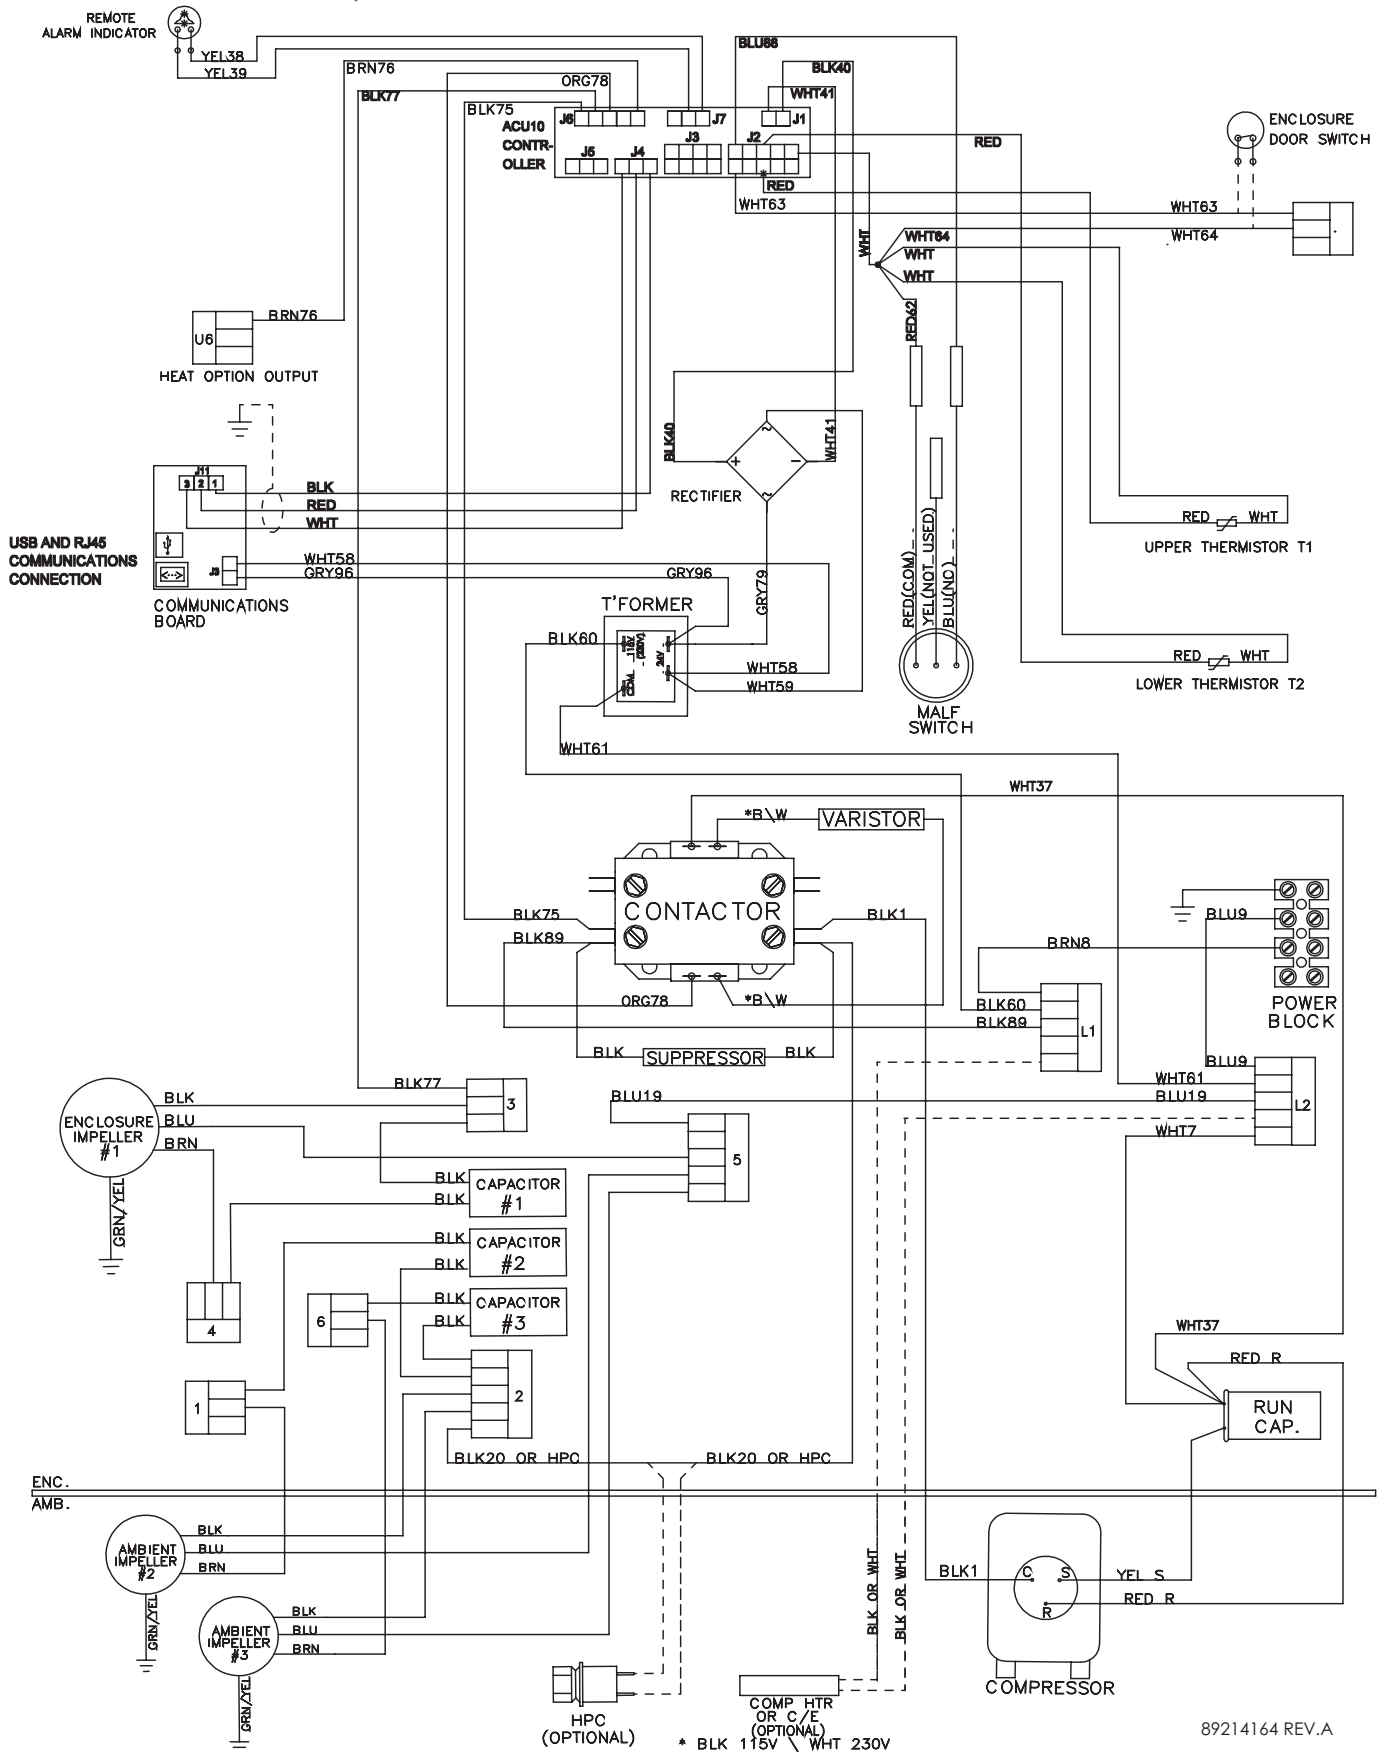 REMOTE
ALARM INDICATOR
YEL38
YEL39
BRN76
BLK77
ORG78
BLK75
BLU66
BLK40
WHT41
J6
J7
J1
ACU10
CONTR-
OLLER
J5
J4
J3
J2
*
RED
RED
WHT63
ENCLOSURE
DOOR SWITCH
WHT63
WHT64
WHT
WHT64
WHT
WHT
RED62
U6
BRN76
HEAT OPTION OUTPUT
BLK40
WHT41
~
+
−
~
RECTIFIER
J11
3 2 1
BLK
RED
WHT
USB AND RJ45
COMMUNICATIONS
CONNECTION
J3
WHT58
GRY96
COMMUNICATIONS
BOARD
GRY96
GRY79
T'FORMER
BLK60
115V
(230V)
24V
COM
WHT58
WHT59
WHT61
RED(COM)
YEL(NOT USED)
BLU(NO)
MALF
SWITCH
RED
WHT
UPPER THERMISTOR T1
RED
WHT
LOWER THERMISTOR T2
WHT37
*B\W
VARISTOR
CONTACTOR
BLK75
BLK89
BLK1
ORG78
*B\W
BLK
SUPPRESSOR
BLK
BLU9
BRN8
POWER
BLOCK
BLK60
BLK89
L1
BLU9
WHT61
BLU19
WHT7
L2
BLK77
3
BLU19
5
ENCLOSURE
IMPELLER
#1
BLK
BLU
BRN
GRN/YEL
BLK
BLK
CAPACITOR
#1
BLK
BLK
CAPACITOR
#2
BLK
BLK
CAPACITOR
#3
4
6
1
2
WHT37
RED R
RUN
CAP.
BLK20 OR HPC
BLK20 OR HPC
ENC.
AMB.
AMBIENT
IMPELLER
#2
BLK
BLU
BRN
GRN/YEL
AMBIENT
IMPELLER
#3
BLK
BLU
BRN
GRN/YEL
BLK OR WHT
BLK OR WHT
BLK1
C
S
R
YEL S
RED R
COMPRESSOR
HPC
(OPTIONAL)
COMP HTR
OR C/E
(OPTIONAL)
* BLK 115V \ WHT 230V
89214164 REV.A